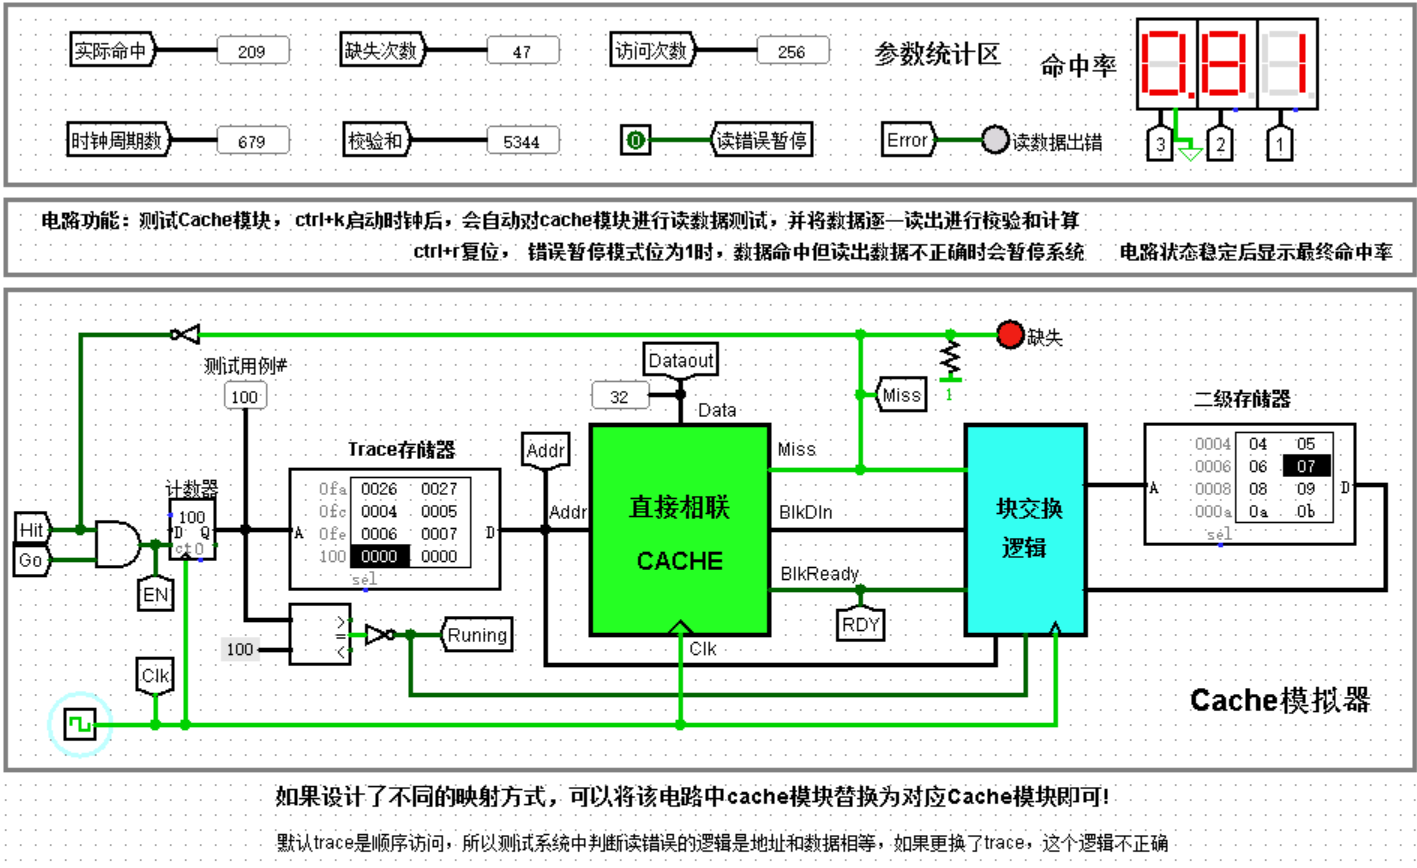 实际命中 209 缺失次数 47 访问次数 256 参数统计区 命中率 0.81
时钟周期数 679 校验和 5344 0 读错误暂停 Error 读数据出错 3 2 1
电路功能：测试Cache模块， ctrl+k启动时钟后，会自动对cache模块进行读数据测试，并将数据逐一读出进行校验和计算
ctrl+r复位， 错误暂停模式位为1时，数据命中但读出数据不正确时会暂停系统 电路状态稳定后显示最终命中率
缺失
测试用例#
100
Dataout
32
Data
Miss
1
二级存储器
0004 04 05
0006 06 07
0008 08 09
000a 0a 0b
A D
sel
Trace存储器
0fa 0026 0027
0fc 0004 0005
0fe 0006 0007
100 0000 0000
A D
sel
Addr
Addr
Miss
直接相联
CACHE
BlkDIn
BlkReady
块交换
逻辑
计数器
100
D Q
ct0
Hit
Go
EN
RDY
>
=
<
100
Runing
Clk
Clk
Cache模拟器
如果设计了不同的映射方式，可以将该电路中cache模块替换为对应Cache模块即可!
默认trace是顺序访问，所以测试系统中判断读错误的逻辑是地址和数据相等，如果更换了trace，这个逻辑不正确